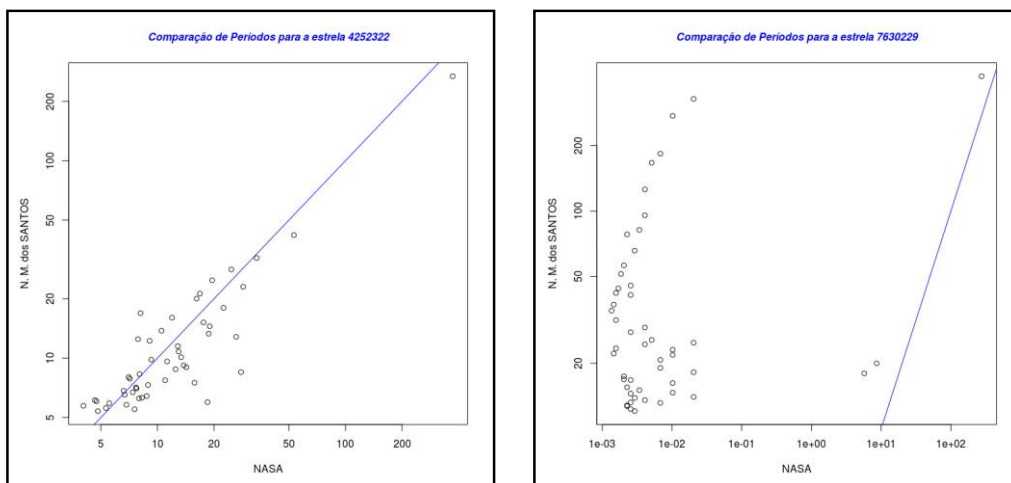 Comparação de Períodos para a estrela 4252322
N. M. dos SANTOS
200
100
50
20
10
5
5 10 20 50 100 200
NASA
Comparação de Períodos para a estrela 7630229
N. M. dos SANTOS
200
100
50
20
1e-03 1e-02 1e-01 1e+00 1e+01 1e+02
NASA